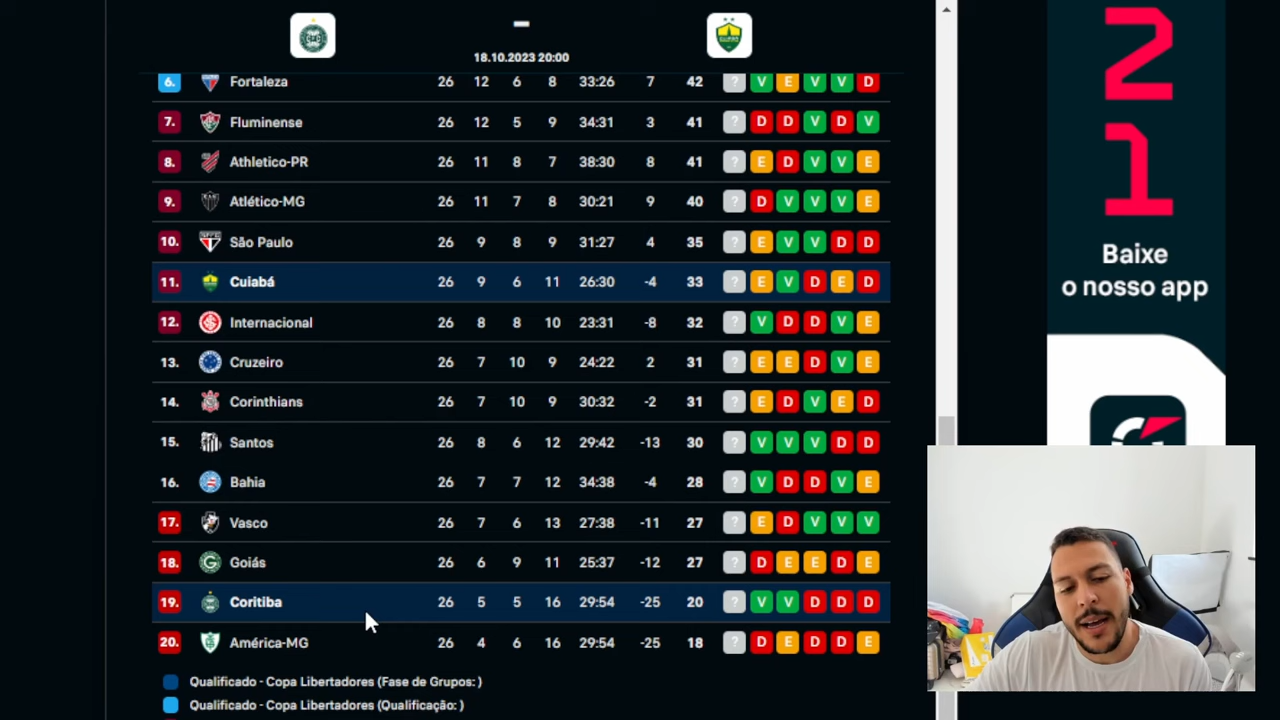 18.10.2023 20:00
6. Fortaleza 26 12 6 8 33:26 7 42 ? V E V V D
7. Fluminense 26 12 5 9 34:31 3 41 ? D D V D V
8. Athletico-PR 26 11 8 7 38:30 8 41 ? E D V V E
9. Atlético-MG 26 11 7 8 30:21 9 40 ? D V V V E
10. São Paulo 26 9 8 9 31:27 4 35 ? E V V D D
11. Cuiabá 26 9 6 11 26:30 -4 33 ? E V D E D
12. Internacional 26 8 8 10 23:31 -8 32 ? V D D V E
13. Cruzeiro 26 7 10 9 24:22 2 31 ? E E D V E
14. Corinthians 26 7 10 9 30:32 -2 31 ? E D V E D
15. Santos 26 8 6 12 29:42 -13 30 ? V V V D D
16. Bahia 26 7 7 12 34:38 -4 28 ? V D D V E
17. Vasco 26 7 6 13 27:38 -11 27 ? E D V V V
18. Goiás 26 6 9 11 25:37 -12 27 ? D E E D E
19. Coritiba 26 5 5 16 29:54 -25 20 ? V V D D D
20. América-MG 26 4 6 16 29:54 -25 18 ? D E D D E
Qualificado - Copa Libertadores (Fase de Grupos: )
Qualificado - Copa Libertadores (Qualificação: )
2
1
Baixe
o nosso app